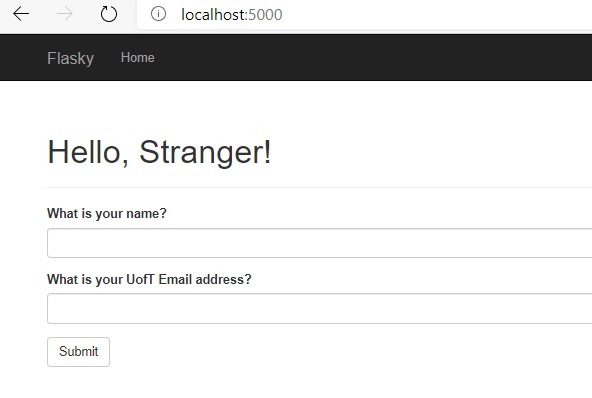 localhost:5000
Flasky Home
Hello, Stranger!
What is your name?
What is your UofT Email address?
Submit